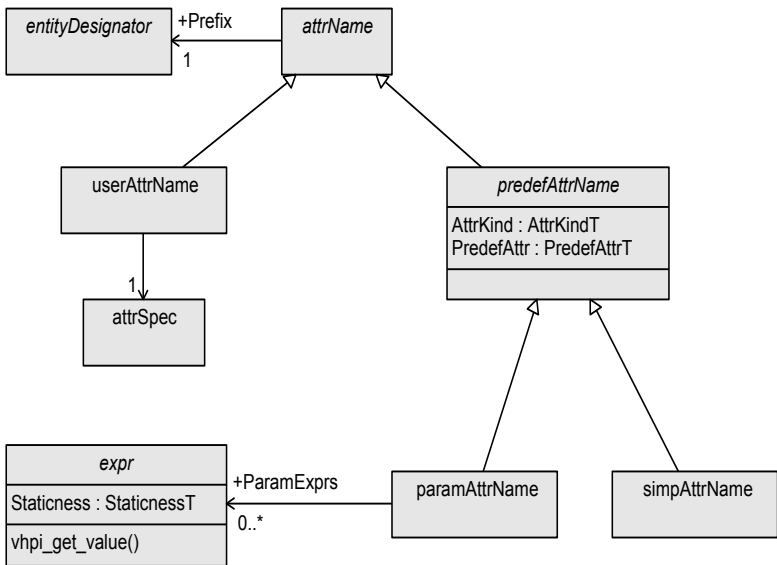 entityDesignator
+Prefix
1
attrName
userAttrName
predefAttrName
AttrKind : AttrKindT
PredefAttr : PredefAttrT
1
attrSpec
expr
Staticness : StaticnessT
vhpi_get_value()
+ParamExprs
0..*
paramAttrName
simpAttrName